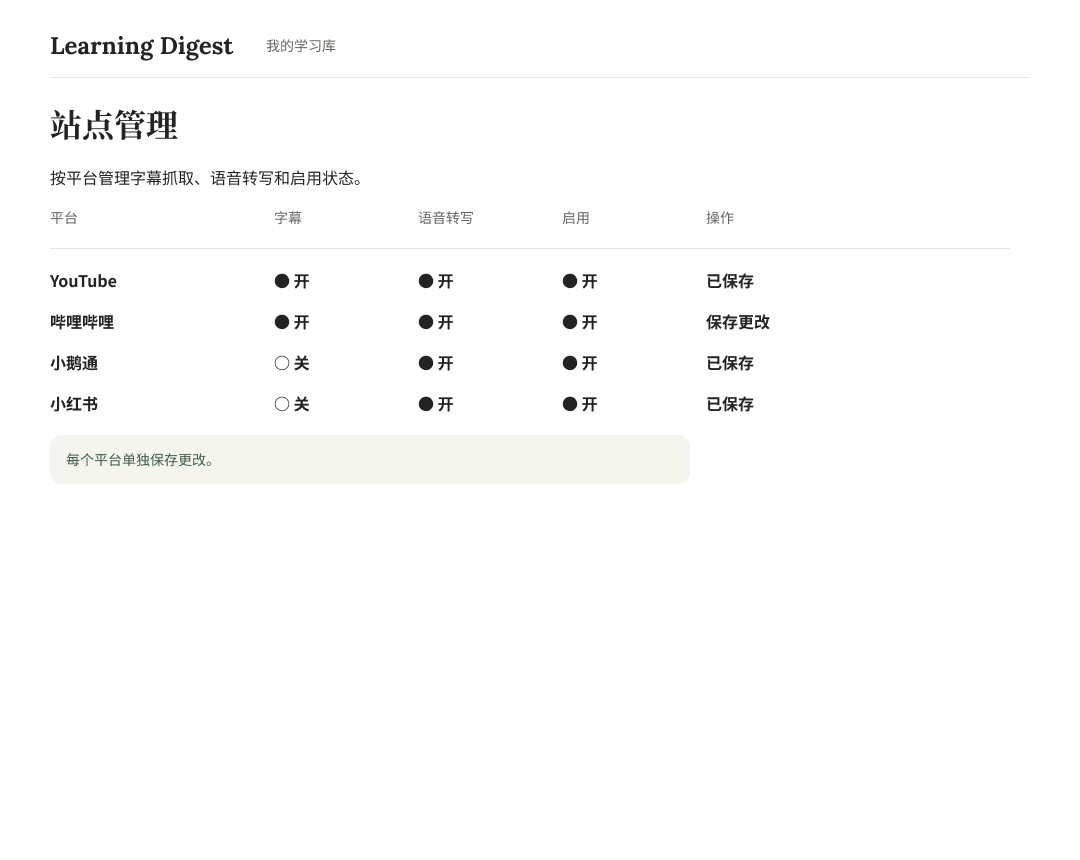 Learning Digest 我的学习库
站点管理
按平台管理字幕抓取、语音转写和启用状态。
平台 字幕 语音转写 启用 操作
YouTube ● 开 ● 开 ● 开 已保存
哔哩哔哩 ● 开 ● 开 ● 开 保存更改
小鹅通 ○ 关 ● 开 ● 开 已保存
小红书 ○ 关 ● 开 ● 开 已保存
每个平台单独保存更改。